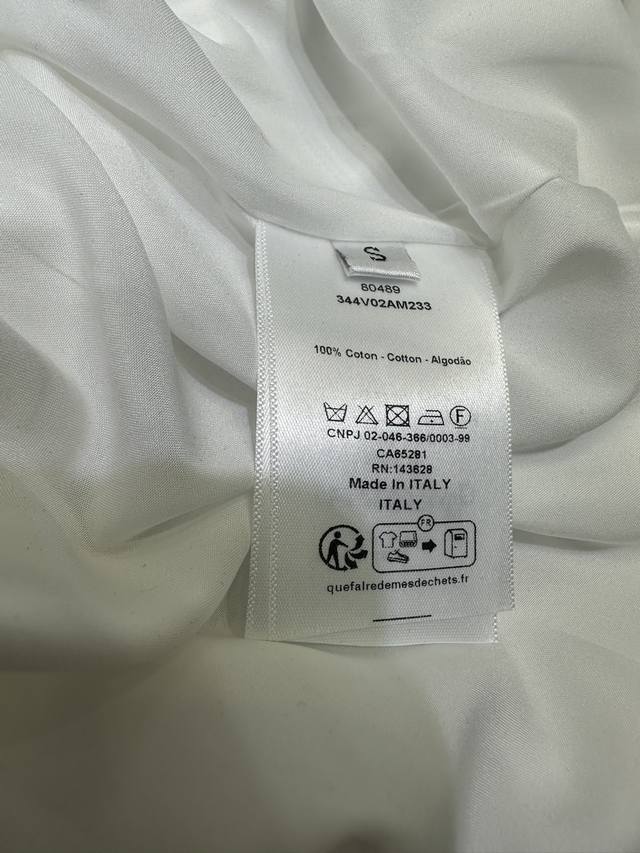 S
80489
344V02AM233
100% Coton - Cotton - Algodão
F
CNPJ 02-046-366/0003-99
CA65281
RN:143628
Made In ITALY
ITALY
FR
quefairedemesdechets.fr